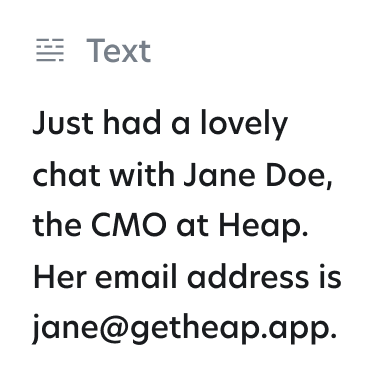 Text
Just had a lovely
chat with Jane Doe,
the CMO at Heap.
Her email address is
jane@getheap.app.